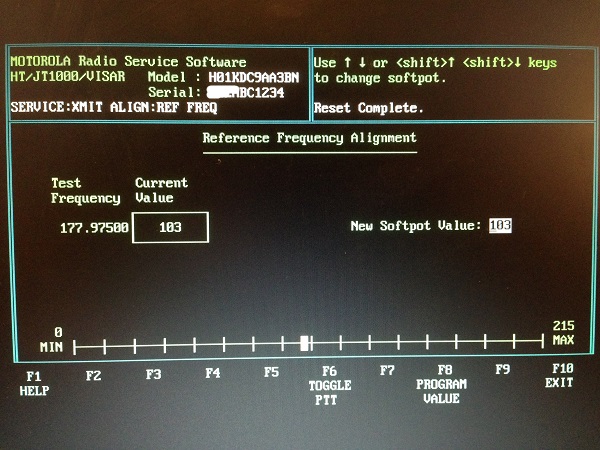 MOTOROLA Radio Service Software
HT/JT1000/VISAR Model : H01KDC9AA3BN
Serial: ABC1234
SERVICE:XMIT ALIGN:REF FREQ
Use ↑ ↓ or <shift>↑ <shift>↓ keys
to change softpot.
Reset Complete.
Reference Frequency Alignment
Test Current
Frequency Value
177.97500 103
New Softpot Value: 103
0 215
MIN MAX
F1 F2 F3 F4 F5 F6 F7 F8 F9 F10
HELP TOGGLE PROGRAM EXIT
PTT VALUE